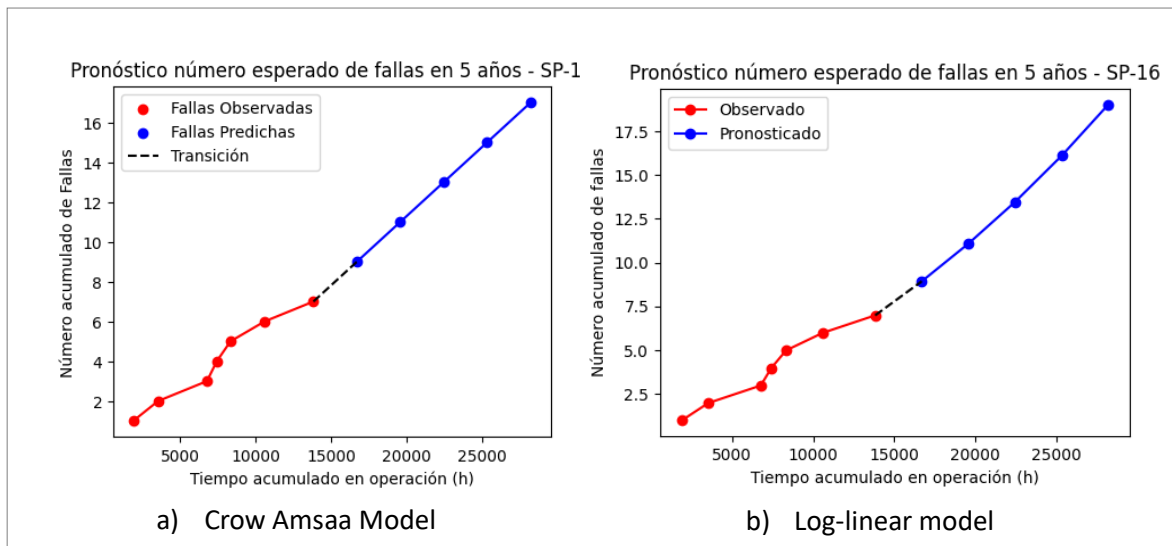 Pronóstico número esperado de fallas en 5 años - SP-1
Fallas Observadas
Fallas Predichas
Transición
Número acumulado de Fallas
16
14
12
10
8
6
4
2
5000 10000 15000 20000 25000
Tiempo acumulado en operación (h)
a) Crow Amsaa Model
Pronóstico número esperado de fallas en 5 años - SP-16
Observado
Pronosticado
Número acumulado de fallas
17.5
15.0
12.5
10.0
7.5
5.0
2.5
5000 10000 15000 20000 25000
Tiempo acumulado en operación (h)
b) Log-linear model